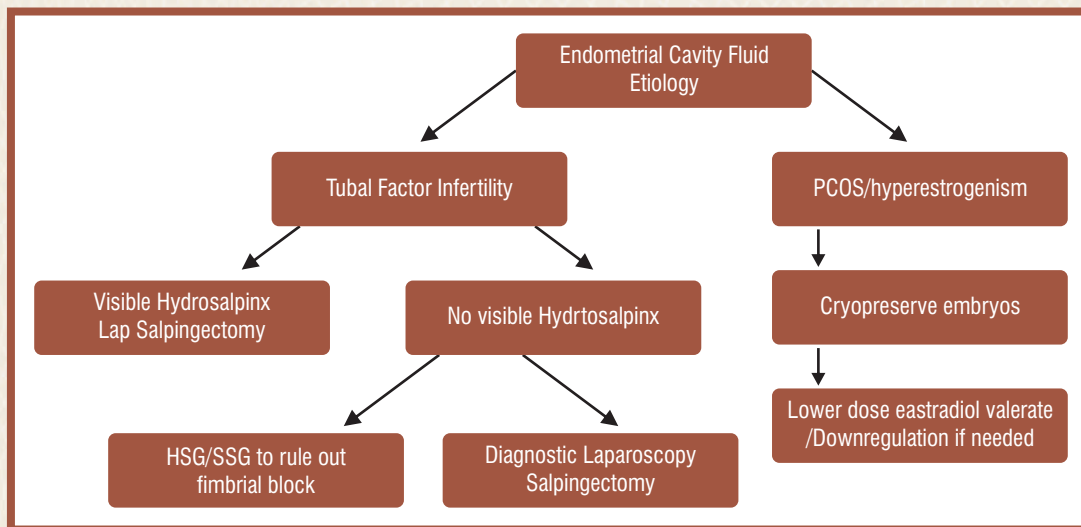 Endometrial Cavity Fluid
Etiology
Tubal Factor Infertility
PCOS/hyperestrogenism
Visible Hydrosalpinx
Lap Salpingectomy
No visible Hydrtosalpinx
Cryopreserve embryos
HSG/SSG to rule out
fimbrial block
Diagnostic Laparoscopy
Salpingectomy
Lower dose eastradiol valerate
/Downregulation if needed